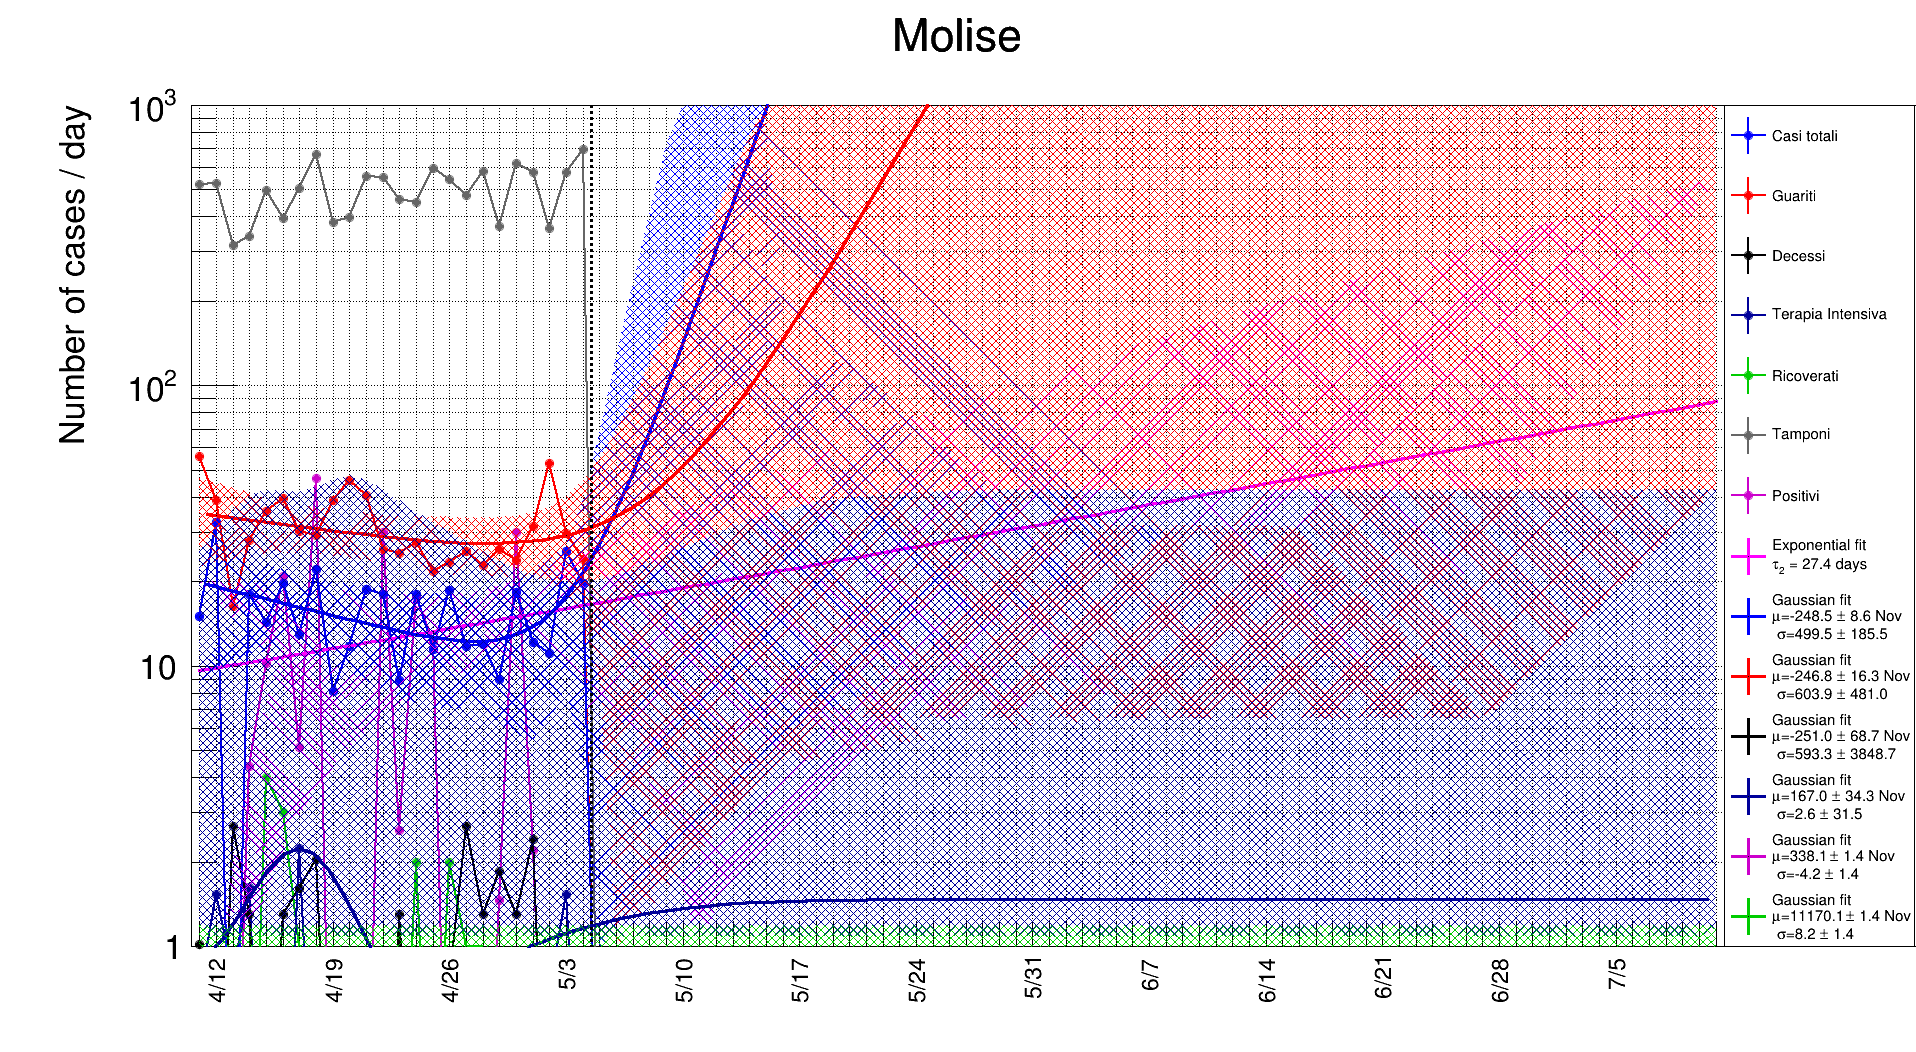 Molise
Number of cases / day
10³
10²
10
1
4/12
4/19
4/26
5/3
5/10
5/17
5/24
5/31
6/7
6/14
6/21
6/28
7/5
Casi totali
Guariti
Decessi
Terapia Intensiva
Ricoverati
Tamponi
Positivi
Exponential fit
τ₂ = 27.4 days
Gaussian fit
μ=-248.5 ± 8.6 Nov
σ=499.5 ± 185.5
Gaussian fit
μ=-246.8 ± 16.3 Nov
σ=603.9 ± 481.0
Gaussian fit
μ=-251.0 ± 68.7 Nov
σ=593.3 ± 3848.7
Gaussian fit
μ=167.0 ± 34.3 Nov
σ=2.6 ± 31.5
Gaussian fit
μ=338.1 ± 1.4 Nov
σ=-4.2 ± 1.4
Gaussian fit
μ=11170.1 ± 1.4 Nov
σ=8.2 ± 1.4